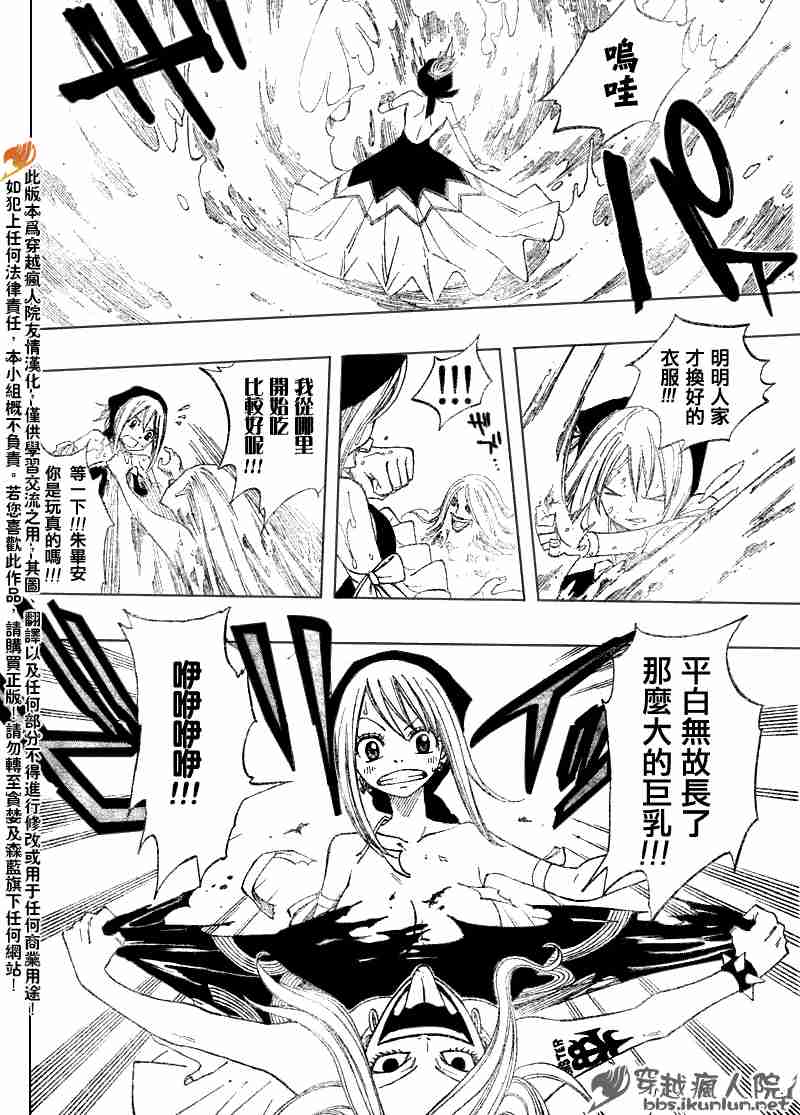 嗚
哇
明明人家
才換好的
衣服!!!
!!!
我從哪里
開始吃
比較好呢!!!
等一下!!!朱畢安
你是玩真的嗎!!!
平白無故長了
那麼大的巨乳!!!
咿咿咿咿!!!
此版本爲穿越瘋人院友情漢化，僅供學習交流之用，其圖、翻譯以及任何部分不得進行修改或用于任何商業用途！
如犯上任何法律責任，本小組概不負責。若您喜歡此作品，請購買正版！請勿轉至貪婪及森藍旗下任何網站！
穿越瘋人院
bbs.ikunlun.net